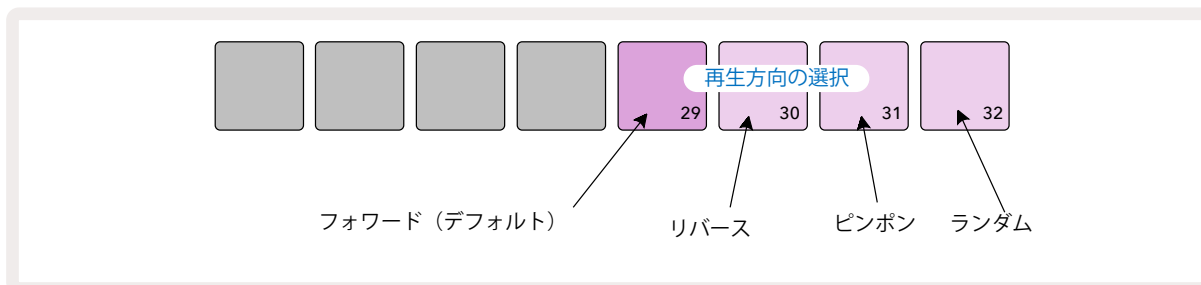 再生方向の選択
29
30
31
32
フォワード（デフォルト）
リバース
ピンポン
ランダム